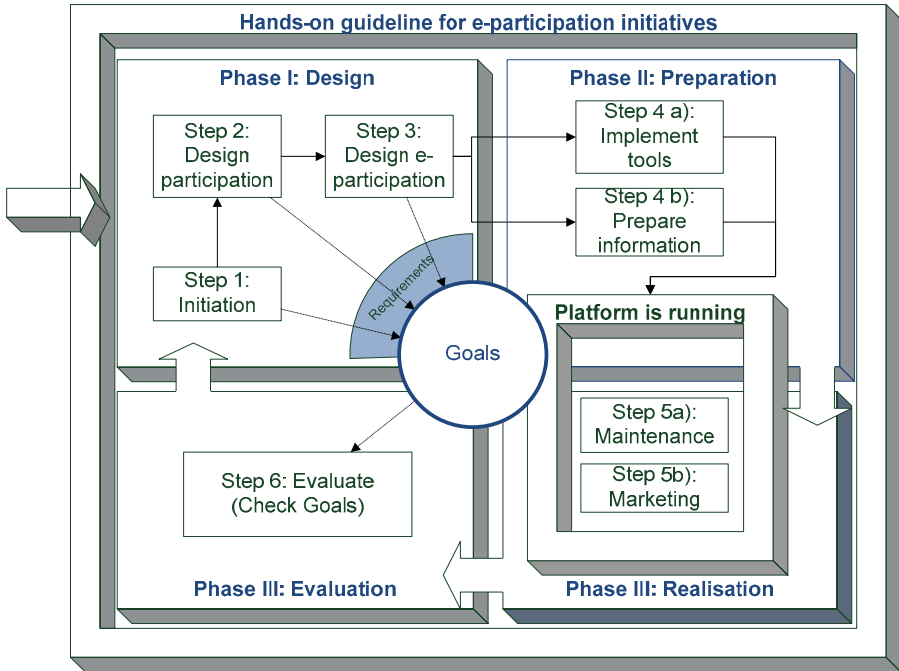 Hands-on guideline for e-participation initiatives
Phase I: Design
Step 2:
Design
participation
Step 3:
Design e-
participation
Step 1:
Initiation
Requirements
Goals
Phase II: Preparation
Step 4 a):
Implement
tools
Step 4 b):
Prepare
information
Platform is running
Step 5a):
Maintenance
Step 5b):
Marketing
Phase III: Realisation
Step 6: Evaluate
(Check Goals)
Phase III: Evaluation